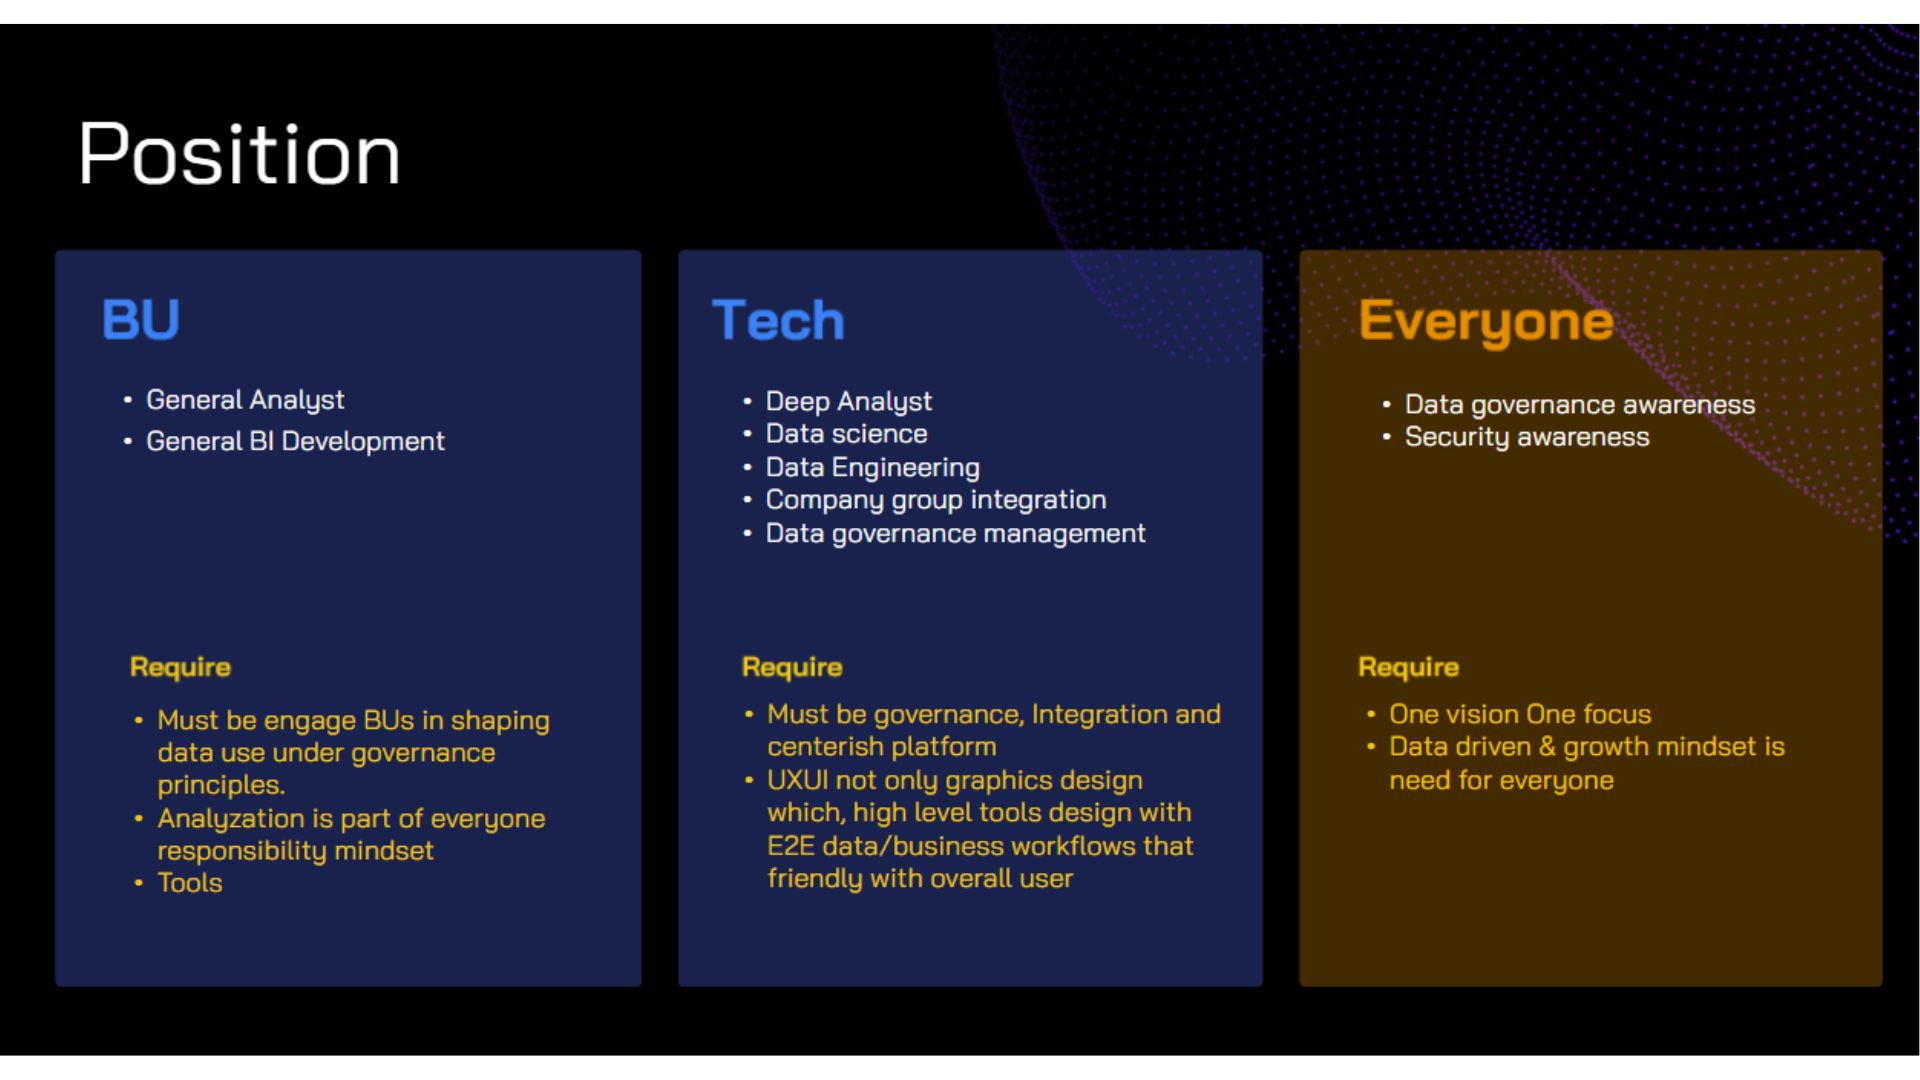 Position
BU
• General Analyst
• General BI Development
Require
• Must be engage BUs in shaping
data use under governance
principles.
• Analyzation is part of everyone
responsibility mindset
• Tools
Tech
• Deep Analyst
• Data science
• Data Engineering
• Company group integration
• Data governance management
Require
• Must be governance, Integration and
centerish platform
• UXUI not only graphics design
which, high level tools design with
E2E data/business workflows that
friendly with overall user
Everyone
• Data governance awareness
• Security awareness
Require
• One vision One focus
• Data driven & growth mindset is
need for everyone